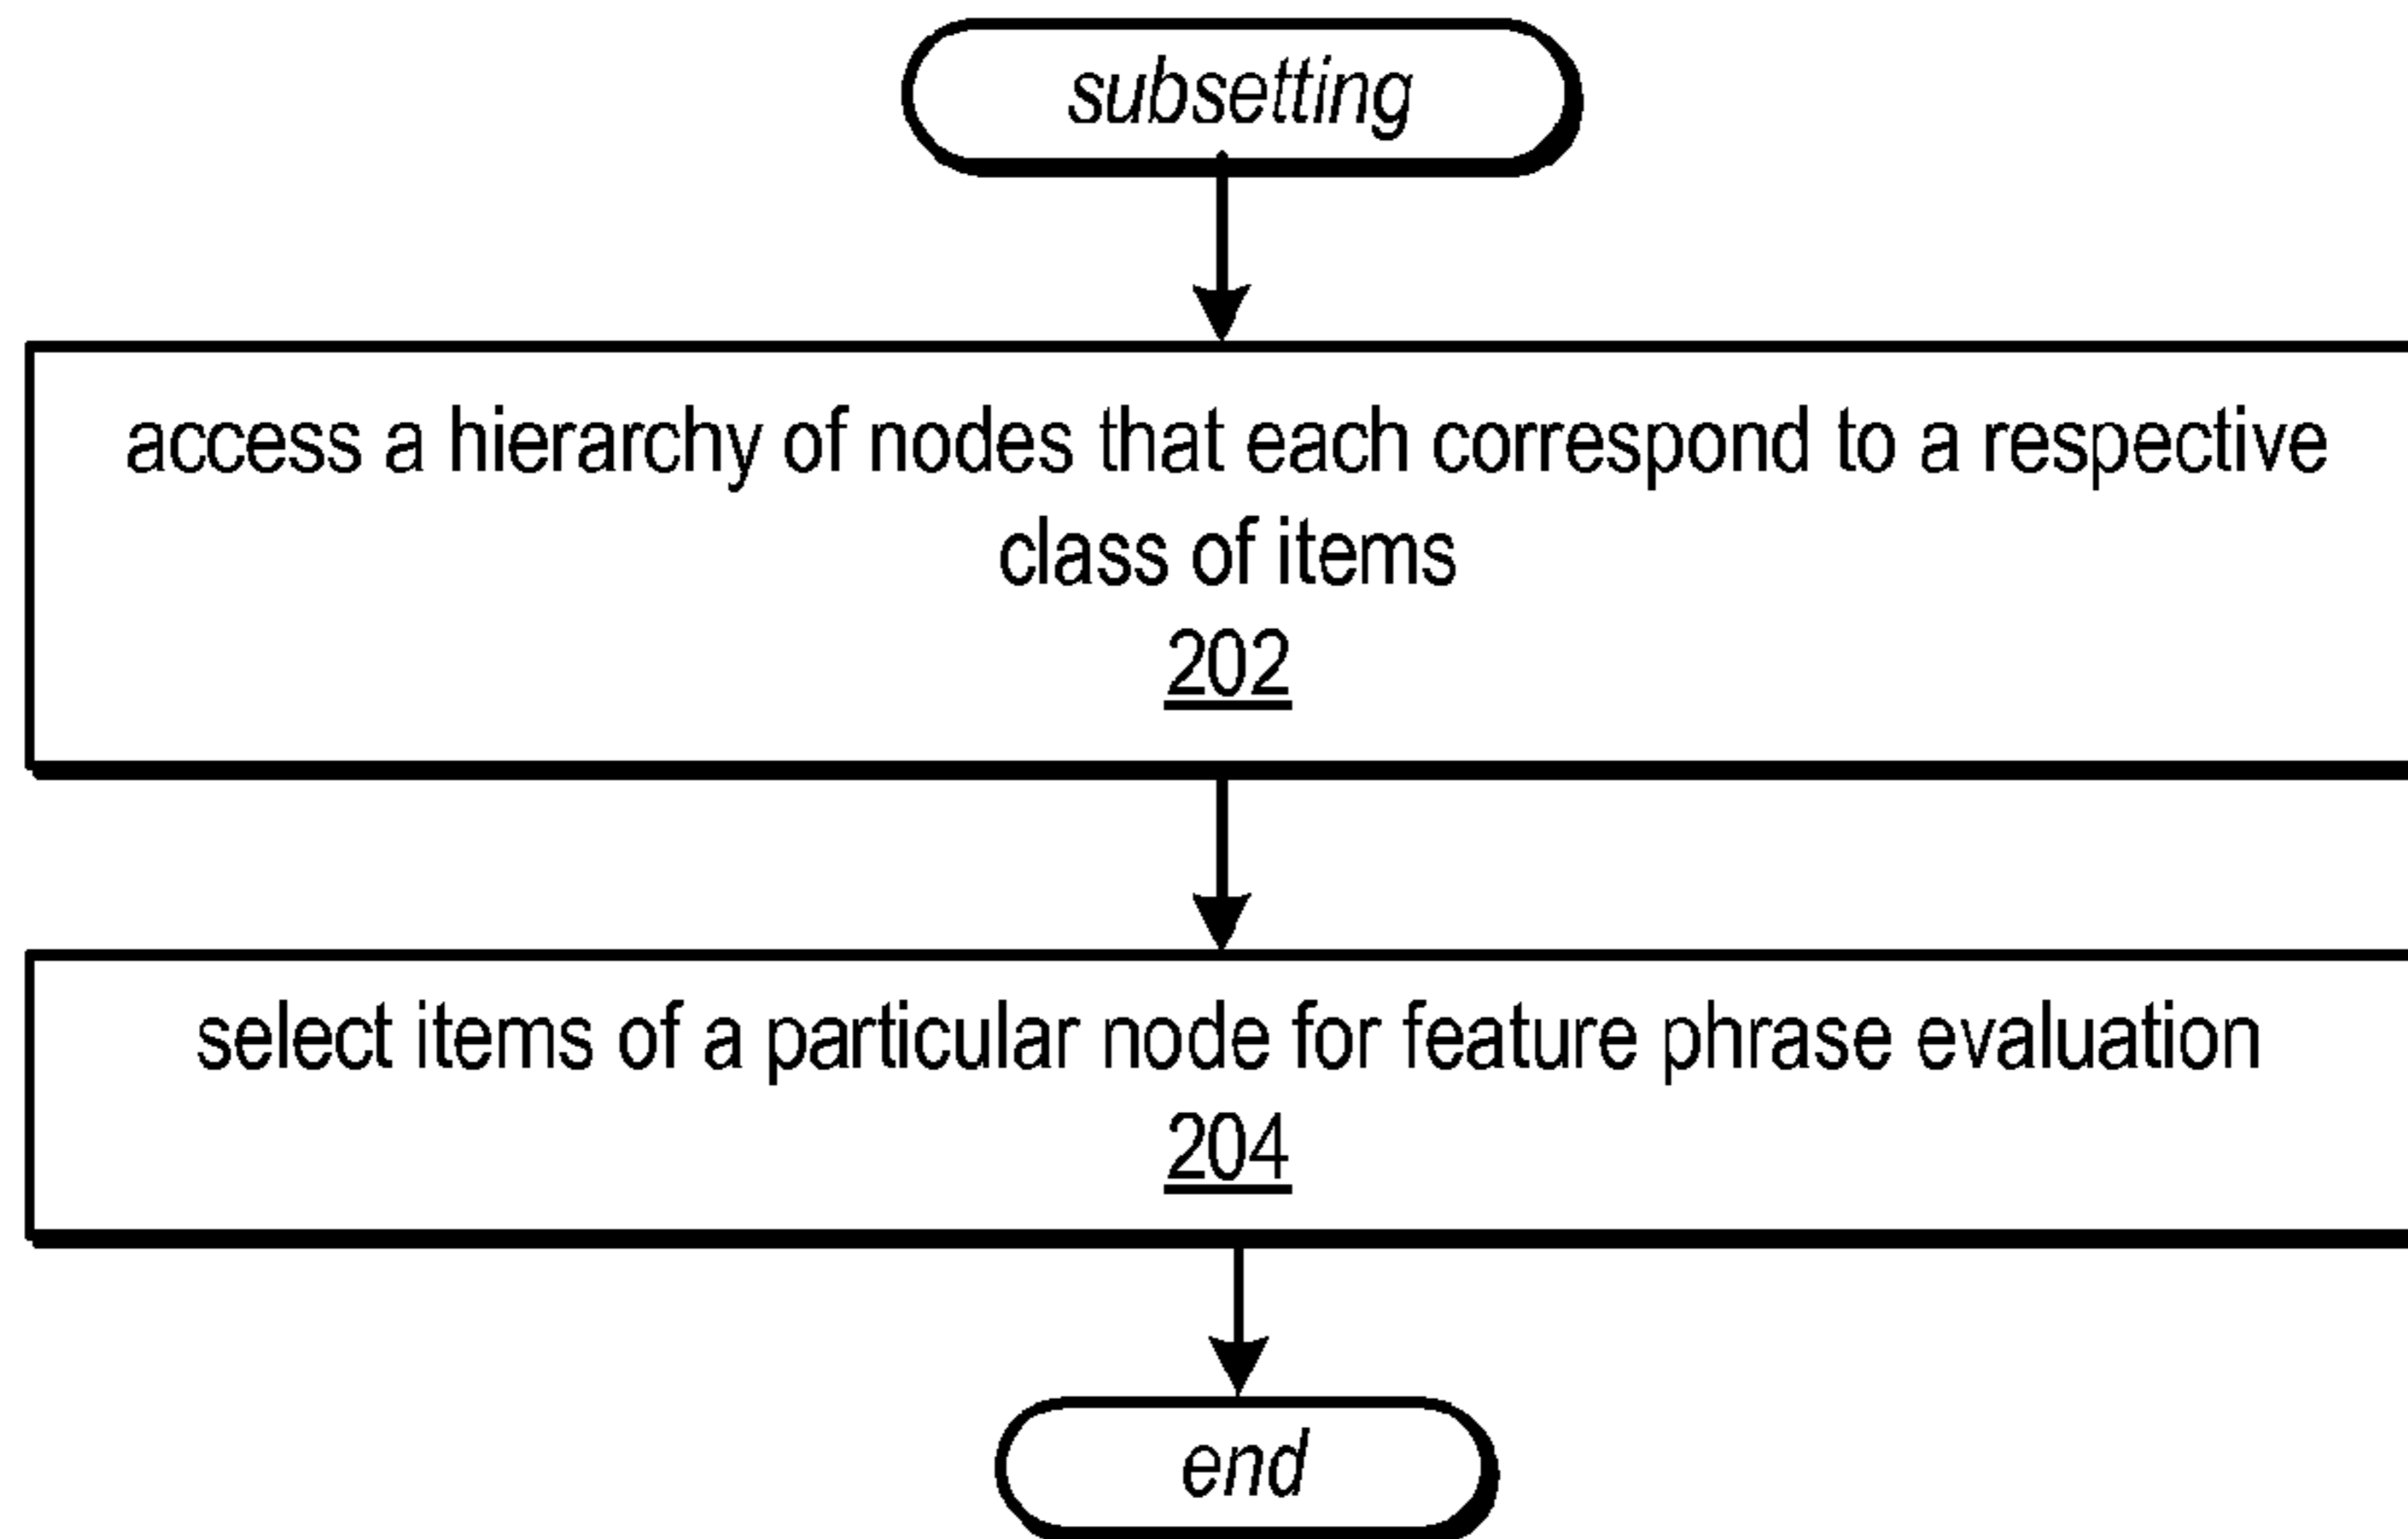 subsetting
access a hierarchy of nodes that each correspond to a respective
class of items
202
select items of a particular node for feature phrase evaluation
204
end